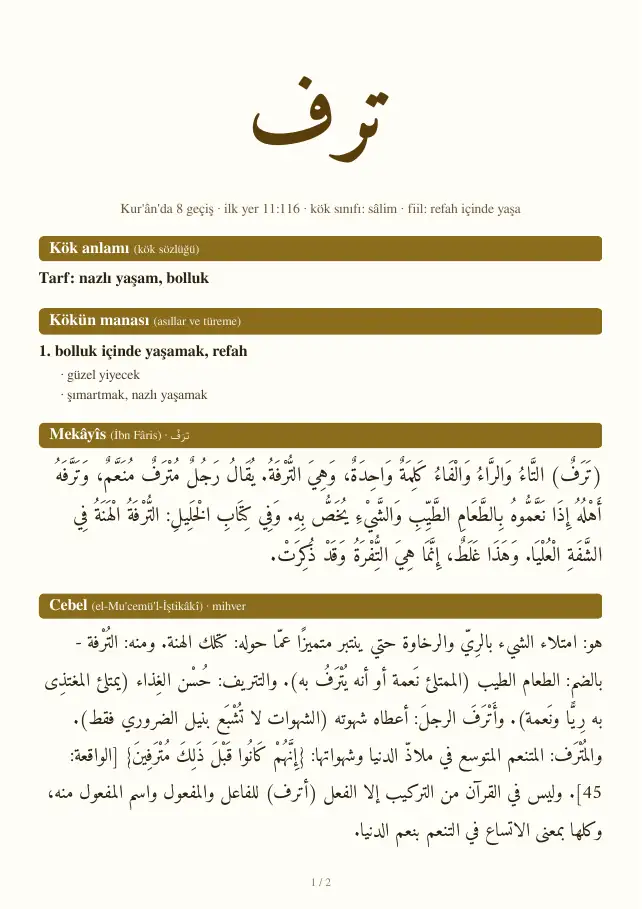 ترف
Kur'ân'da 8 geçiş · ilk yer 11:116 · kök sınıfı: sâlim · fiil: refah içinde yaşa
Kök anlamı (kök sözlüğü)
Tarf: nazlı yaşam, bolluk
Kökün manası (asıllar ve türeme)
1. bolluk içinde yaşamak, refah
· güzel yiyecek
· şımartmak, nazlı yaşamak
Mekâyîs (İbn Fâris) · تَرَفَ
(تَرَفٌ) التَّاءُ وَالرَّاءُ وَالْفَاءُ كَلِمَةٌ وَاحِدَةٌ، وَهِيَ التُّرْفَةُ. يُقَالُ رَجُلٌ مُتْرَفٌ مُنَعَّمٌ، وَتَرَّفَهُ
أَهْلُهُ إِذَا نَعَّمُوهُ بِالطَّعَامِ الطَّيِّبِ وَالشَّيْءِ يُخَصُّ بِهِ. وَفِي كِتَابِ الْخَلِيلِ: التُّرْفَةُ الْهَنَةُ فِي
الشَّفَةِ الْعُلْيَا. وَهَذَا غَلَطٌ، إِنَّمَا هِيَ التِّفْرَةُ وَقَدْ ذُكِرَتْ.
Cebel (el-Mu'cemü'l-İştikâkî) · mihver
هو: امتلاء الشيء بالرِيّ والرخاوة حتي ينتبر متميزًا عمّا حوله: كتلك الهنة. ومنه: التُرْفة -
بالضم: الطعام الطيب (الممتلئ نَعمة أو أنه يُتْرَفُ به). والتتريف: حُسْن الغِذاء (يمتلئ المغتذِى
به رِيًّا ونَعمة). وأَتْرَفَ الرجلَ: أعطاه شهوته (الشهوات لا تُشْبَع بنيل الضروري فقط).
والمُتْرَف: المتنعم المتوسع في ملاذّ الدنيا وشهواتها: {إِنَّهُمْ كَانُوا قَبْلَ ذَلِكَ مُتْرَفِينَ} [الواقعة:
45]. وليس في القرآن من التركيب إلا الفعل (أترف) للفاعل والمفعول واسم المفعول منه،
وكلها بمعنى الاتساع في التنعم بنعم الدنيا.
1 / 2